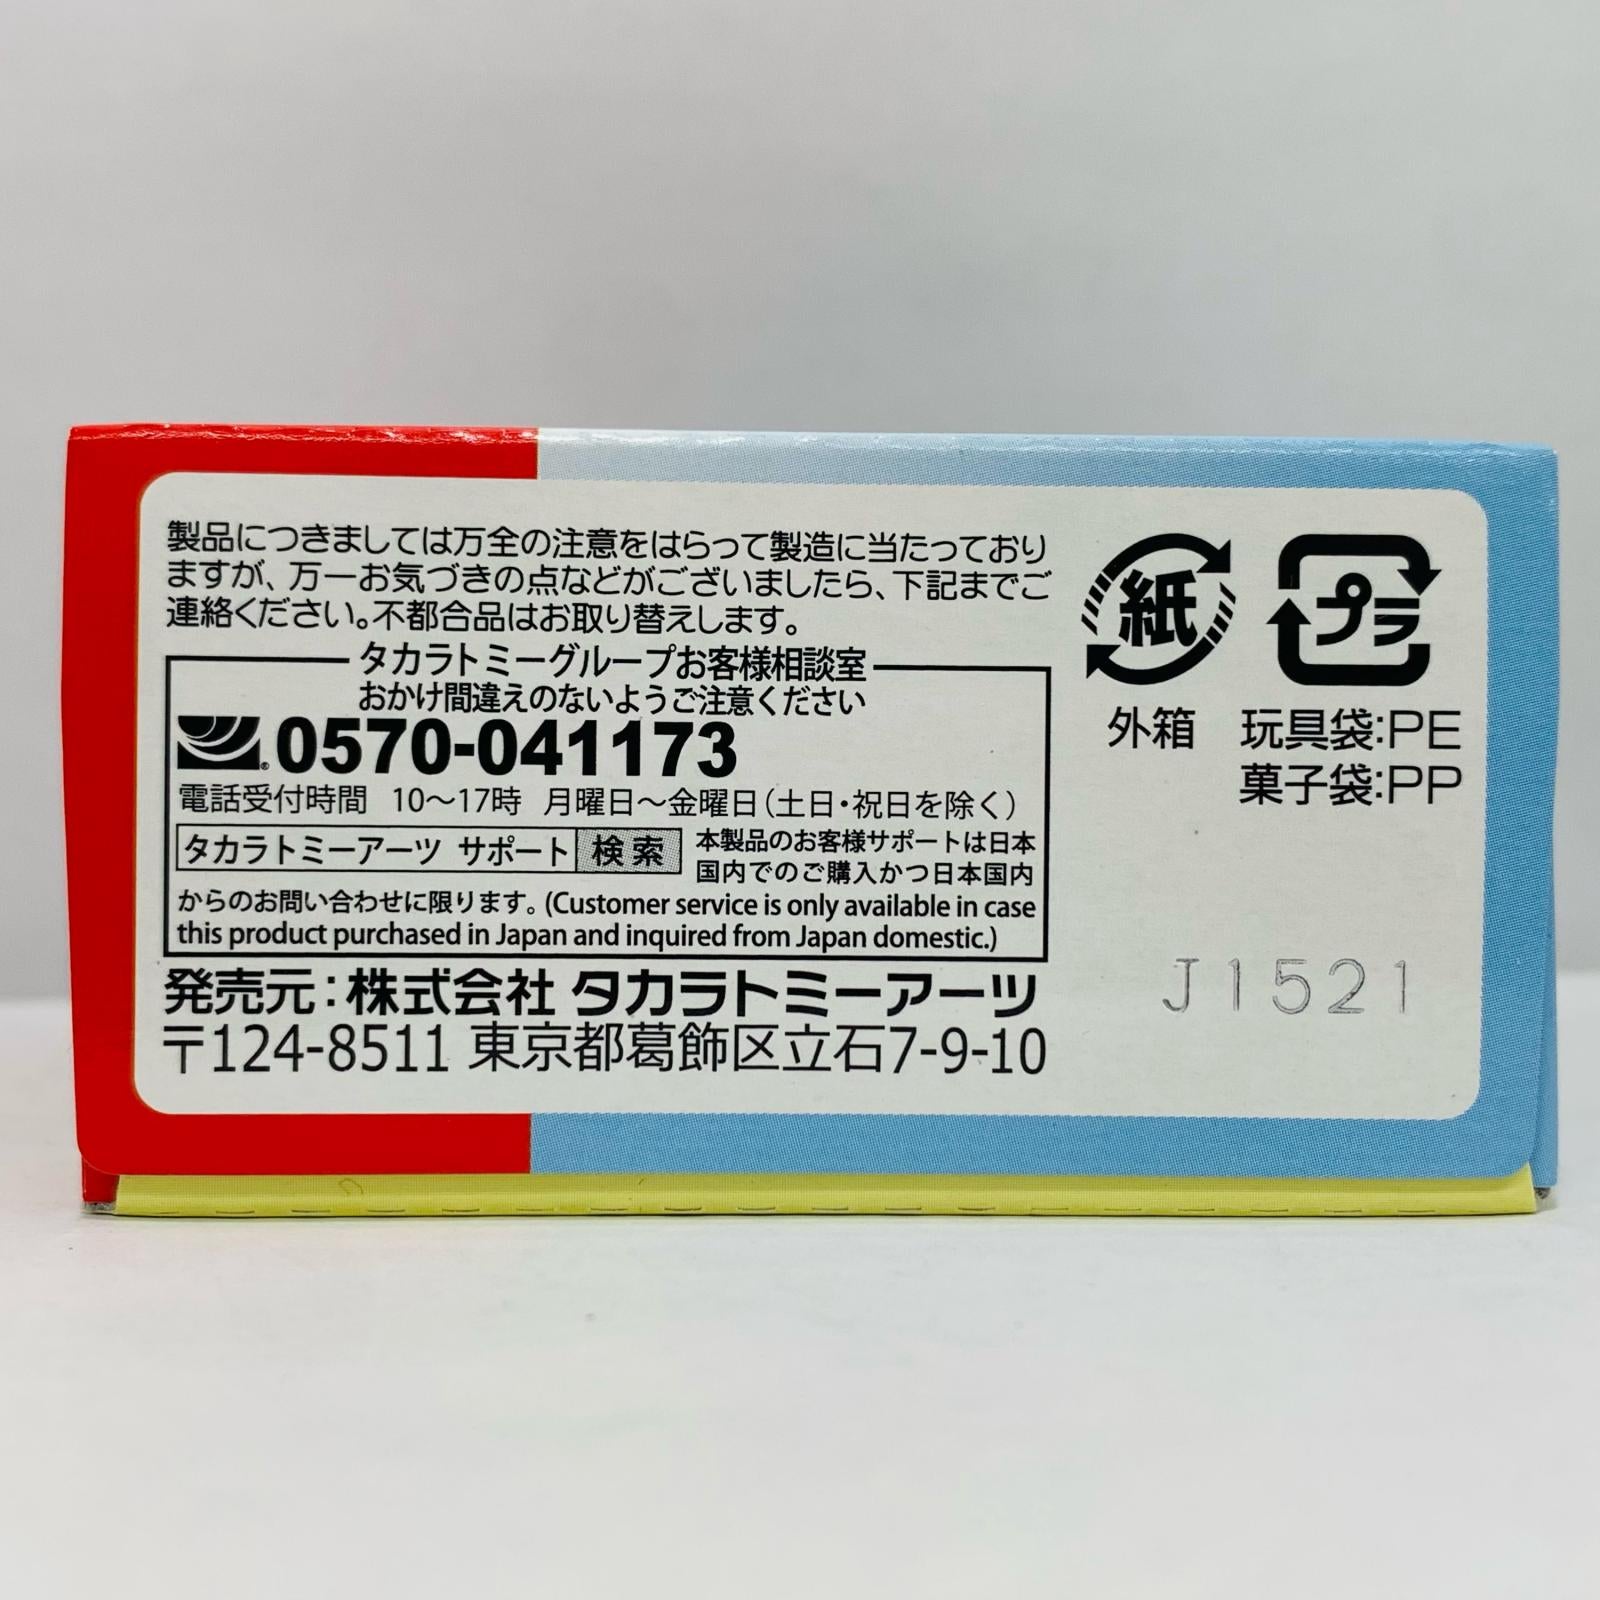 製品につきましては万全の注意をはらって製造に当たっており
ますが、万一お気づきの点などがございましたら、下記までご
連絡ください。不都合品はお取り替えします。
タカラトミーグループお客様相談室
おかけ間違えのないようご注意ください
0570-041173
電話受付時間 10～17時 月曜日～金曜日（土日・祝日を除く）
タカラトミーアーツ サポート 検索
本製品のお客様サポートは日本
国内でのご購入かつ日本国内
からのお問い合わせに限ります。(Customer service is only available in case
this product purchased in Japan and inquired from Japan domestic.)
発売元：株式会社 タカラトミーアーツ
〒124-8511 東京都葛飾区立石7-9-10
紙
外箱
プラ
玩具袋：PE
菓子袋：PP
J1521